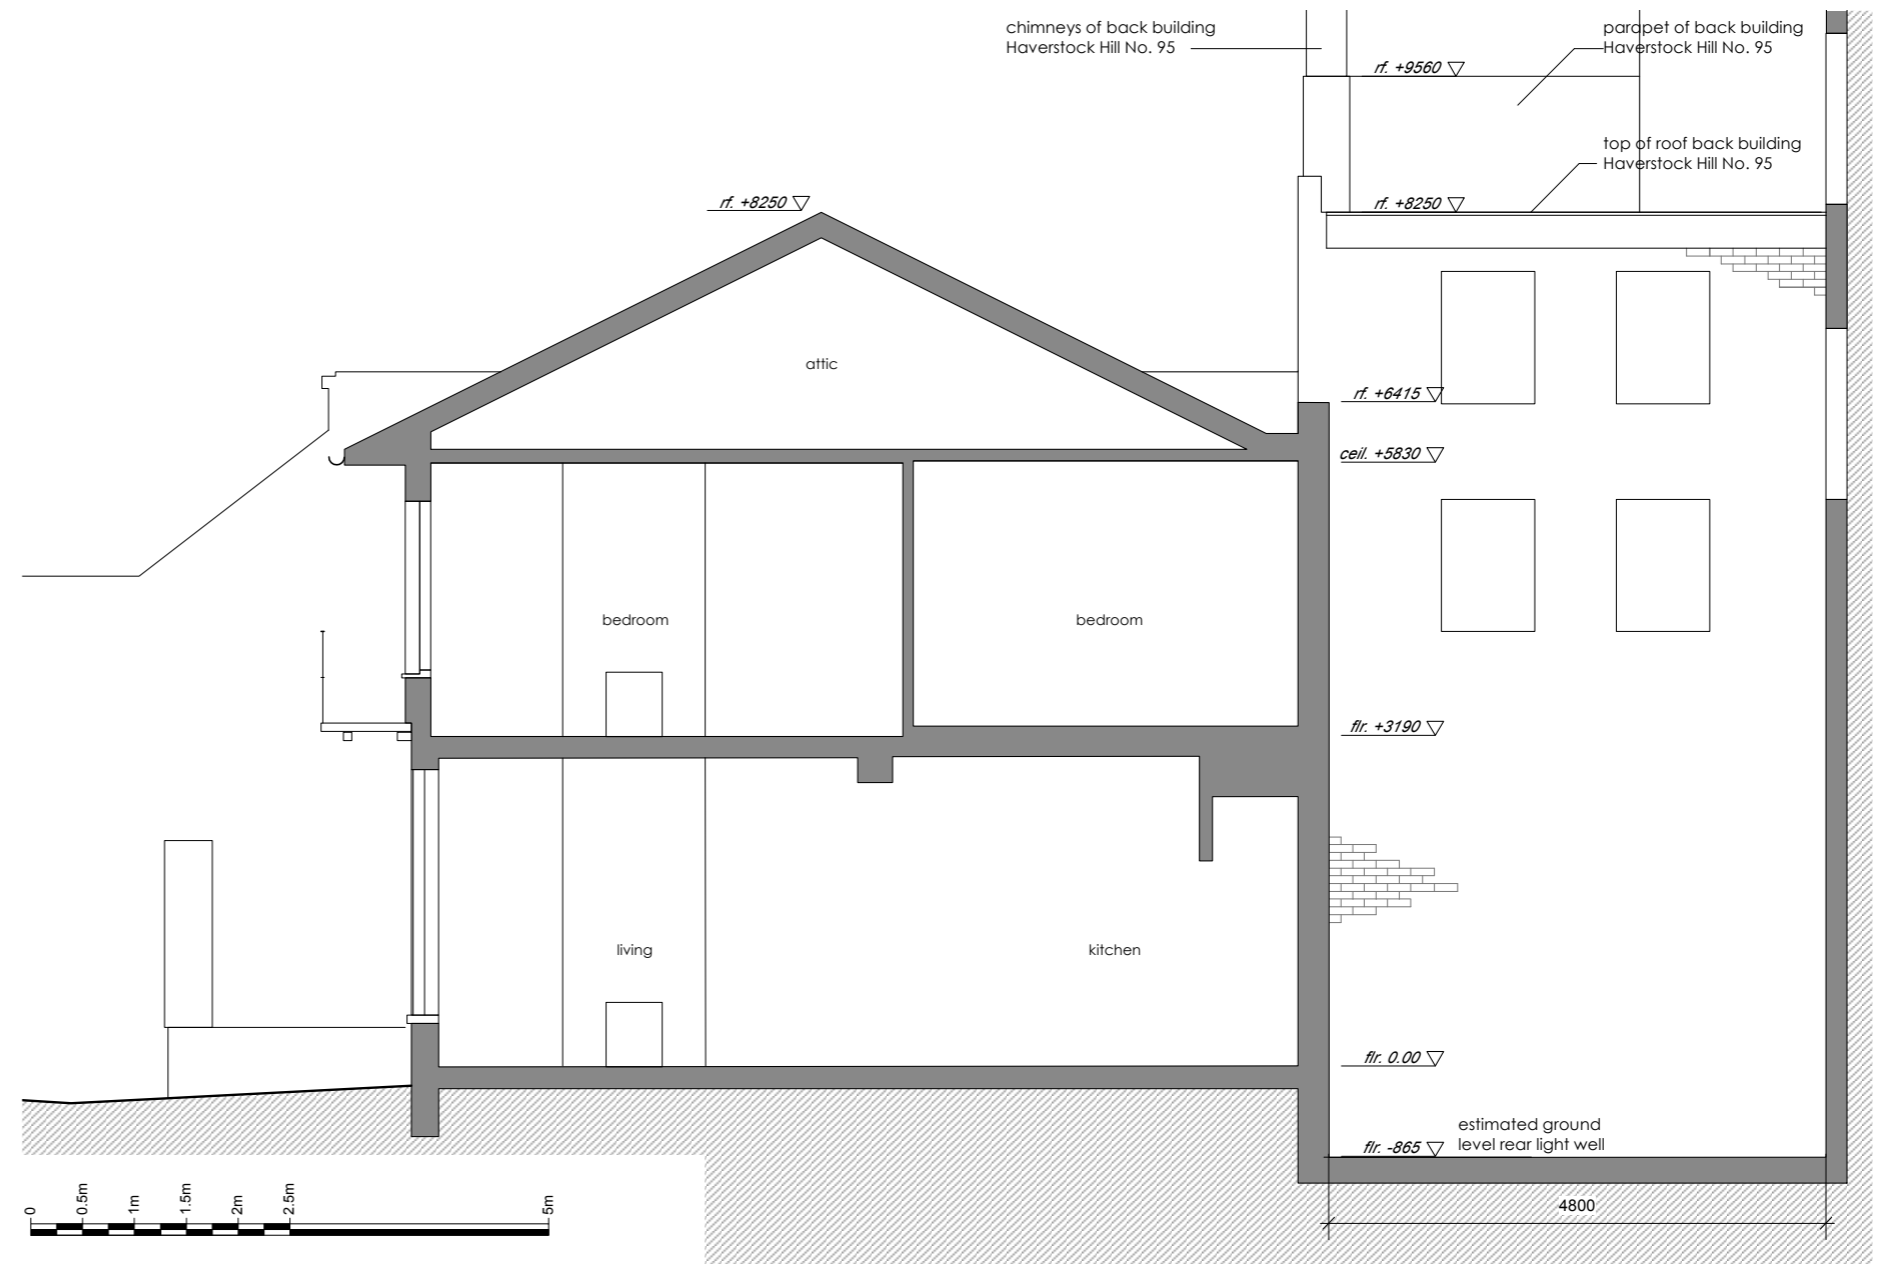 chimneys of back building
Haverstock Hill No. 95
parapet of back building
Haverstock Hill No. 95
rf. +9560
top of roof back building
Haverstock Hill No. 95
rf. +8250
rf. +8250
attic
rf. +6415
ceil. +5830
bedroom
bedroom
flr. +3190
living
kitchen
flr. 0.00
estimated ground
level rear light well
flr. -865
0
0.5m
1m
1.5m
2m
2.5m
5m
4800